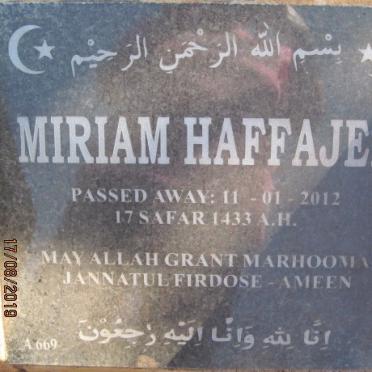 بِسْمِ اللهِ الرَّحْمٰنِ الرَّحِيْمِ
MIRIAM HAFFAJE
PASSED AWAY: 11 - 01 - 2012
17 SAFAR 1433 A.H.
MAY ALLAH GRANT MARHOOMA
JANNATUL FIRDOSE - AMEEN
اِنَّا لِلّٰهِ وَاِنَّا اِلَيْهِ رٰجِعُوْنَ
A 669
17/08/2019